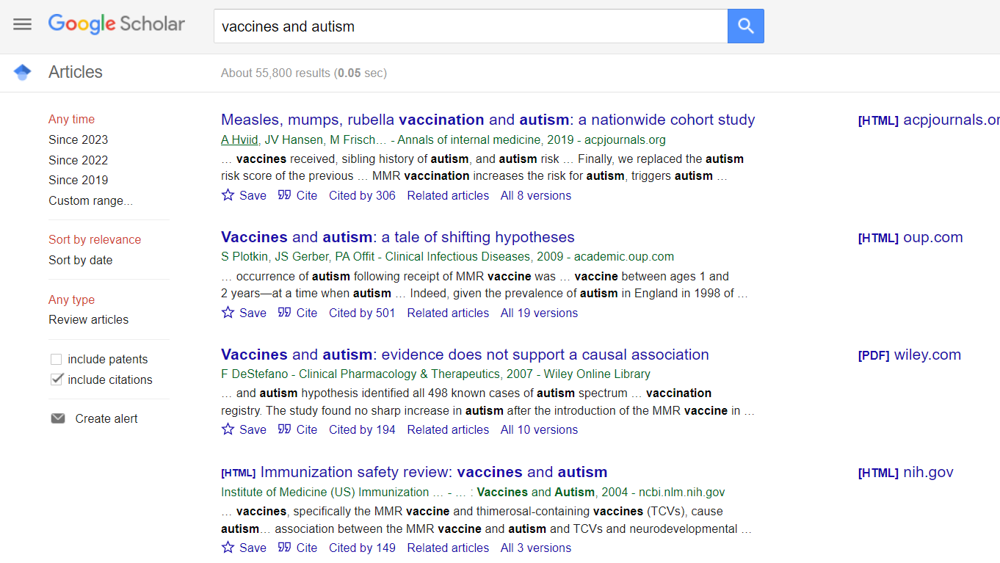 Google Scholar
vaccines and autism
Articles
About 55,800 results (0.05 sec)
Any time
Since 2023
Since 2022
Since 2019
Custom range...
Sort by relevance
Sort by date
Any type
Review articles
include patents
include citations
Create alert
Measles, mumps, rubella vaccination and autism: a nationwide cohort study
A Hviid, JV Hansen, M Frisch… - Annals of internal medicine, 2019 - acpjournals.org
… vaccines received, sibling history of autism, and autism risk … Finally, we replaced the autism
risk score of the previous … MMR vaccination increases the risk for autism, triggers autism …
Save Cite Cited by 306 Related articles All 8 versions
[HTML] acpjournals.or
Vaccines and autism: a tale of shifting hypotheses
S Plotkin, JS Gerber, PA Offit - Clinical Infectious Diseases, 2009 - academic.oup.com
… occurrence of autism following receipt of MMR vaccine was … vaccine between ages 1 and
2 years—at a time when autism … Indeed, given the prevalence of autism in England in 1998 of …
Save Cite Cited by 501 Related articles All 19 versions
[HTML] oup.com
Vaccines and autism: evidence does not support a causal association
F DeStefano - Clinical Pharmacology & Therapeutics, 2007 - Wiley Online Library
… and autism hypothesis identified all 498 known cases of autism spectrum … vaccination
registry. The study found no sharp increase in autism after the introduction of the MMR vaccine in …
Save Cite Cited by 194 Related articles All 10 versions
[PDF] wiley.com
[HTML] Immunization safety review: vaccines and autism
Institute of Medicine (US) Immunization … - … : Vaccines and Autism, 2004 - ncbi.nlm.nih.gov
… vaccines, specifically the MMR vaccine and thimerosal-containing vaccines (TCVs), cause
autism… association between the MMR vaccine and autism and TCVs and neurodevelopmental …
Save Cite Cited by 149 Related articles All 3 versions
[HTML] nih.gov